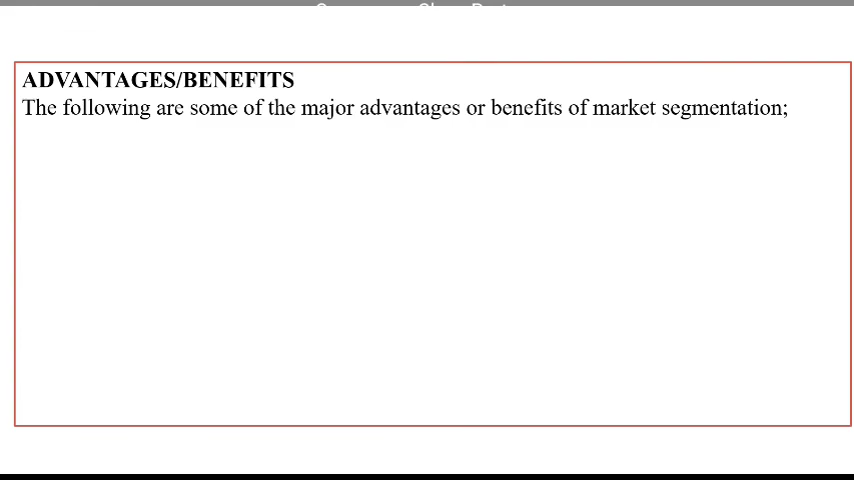 ADVANTAGES/BENEFITS
The following are some of the major advantages or benefits of market segmentation;